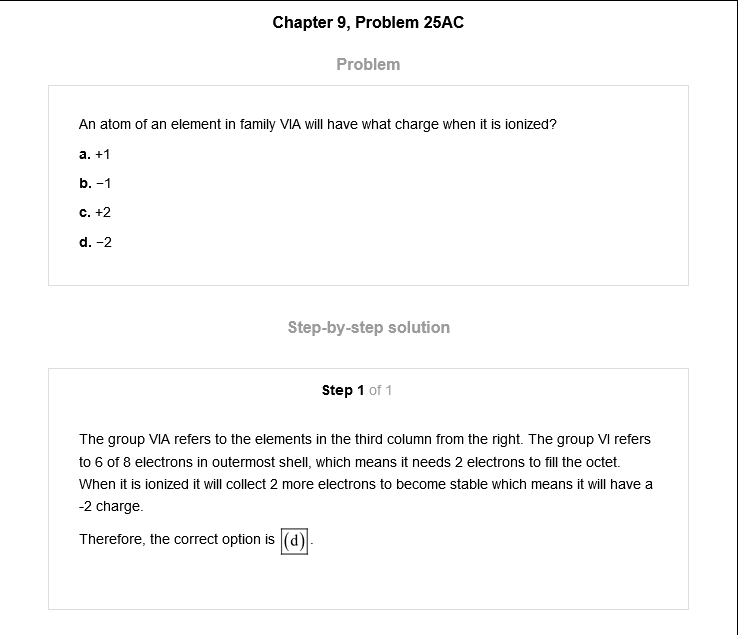 Chapter 9, Problem 25AC
Problem
An atom of an element in family VIA will have what charge when it is ionized?
a. +1
b. −1
c. +2
d. −2
Step-by-step solution
Step 1 of 1
The group VIA refers to the elements in the third column from the right. The group VI refers
to 6 of 8 electrons in outermost shell, which means it needs 2 electrons to fill the octet.
When it is ionized it will collect 2 more electrons to become stable which means it will have a
-2 charge.
Therefore, the correct option is (d).